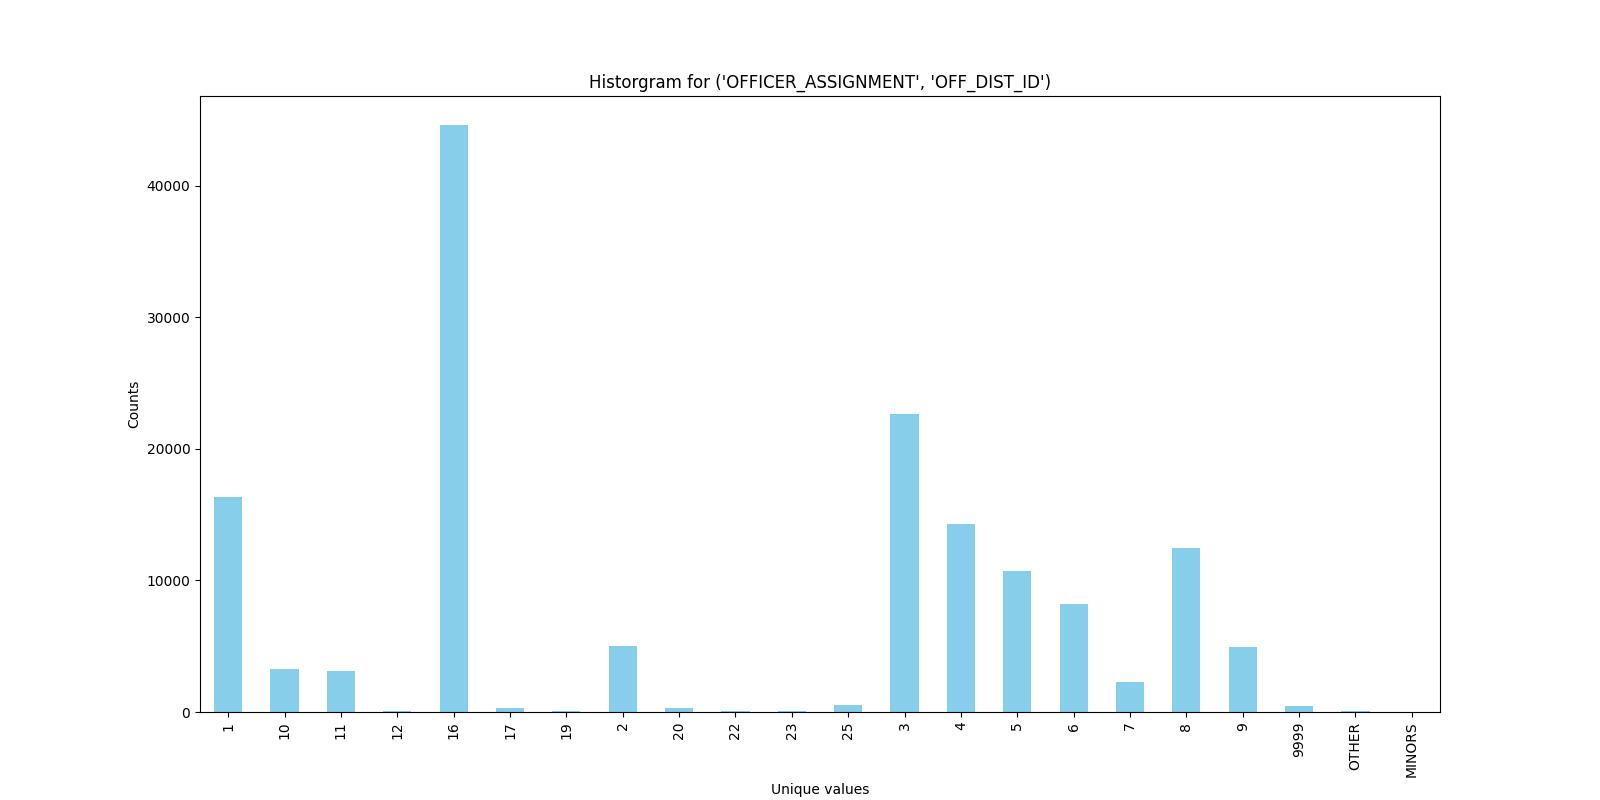 Historgram for ('OFFICER_ASSIGNMENT', 'OFF_DIST_ID')
40000
30000
20000
10000
0
Counts
1 10 11 12 16 17 19 2 20 22 23 25 3 4 5 6 7 8 9 9999 OTHER MINORS
Unique values